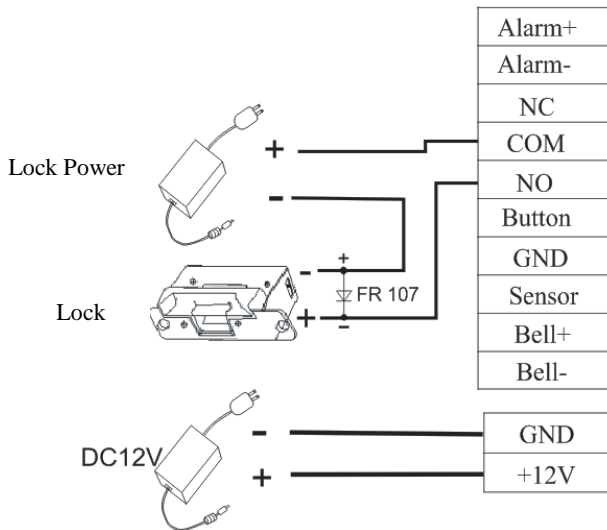 Alarm+
Alarm-
NC
COM
NO
Button
GND
Sensor
Bell+
Bell-
Lock Power
+
-
Lock
-
+
+
FR 107
-
DC12V
-
+
GND
+12V